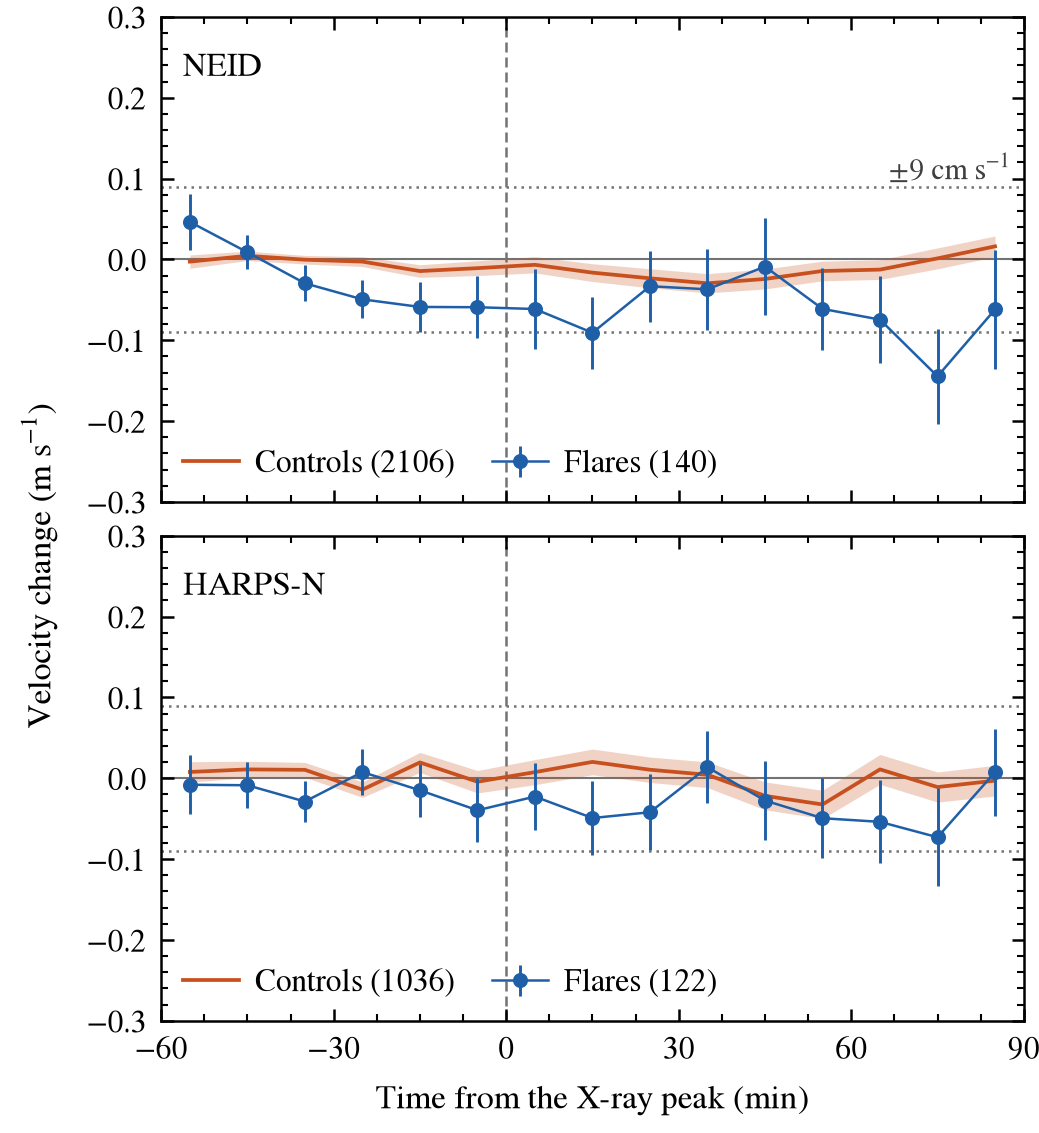 0.3
NEID
0.2
0.1
±9 cm s⁻¹
0.0
−0.1
−0.2
Controls (2106) Flares (140)
−0.3
Velocity change (m s⁻¹)
0.3
HARPS-N
0.2
0.1
0.0
−0.1
−0.2
Controls (1036) Flares (122)
−0.3
−60 −30 0 30 60 90
Time from the X-ray peak (min)